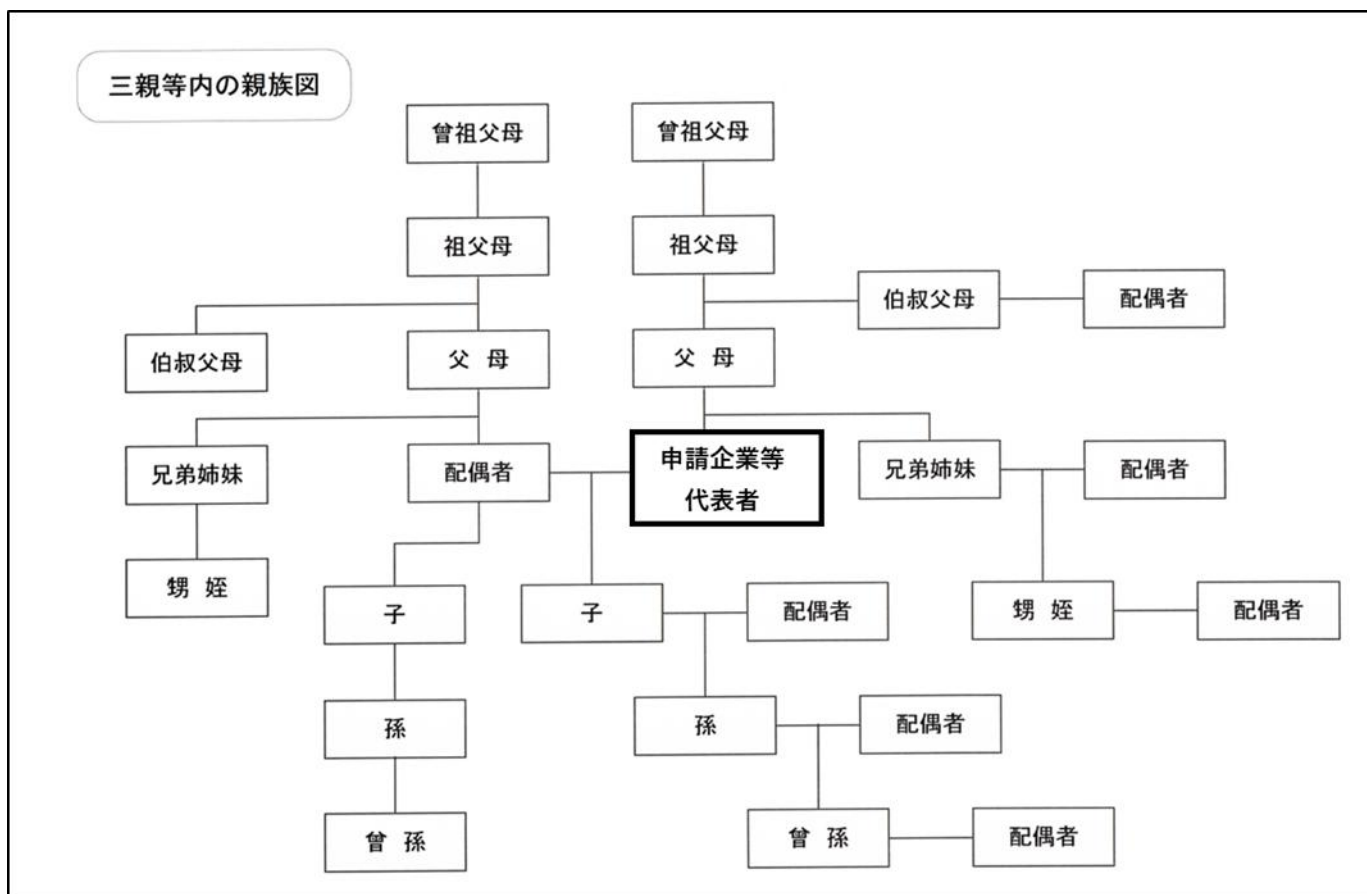 三親等内の親族図
曾祖父母
曾祖父母
祖父母
祖父母
伯叔父母
配偶者
伯叔父母
父 母
父 母
兄弟姉妹
配偶者
申請企業等
代表者
兄弟姉妹
配偶者
甥 姪
子
子
配偶者
甥 姪
配偶者
孫
孫
配偶者
曾 孫
曾 孫
配偶者